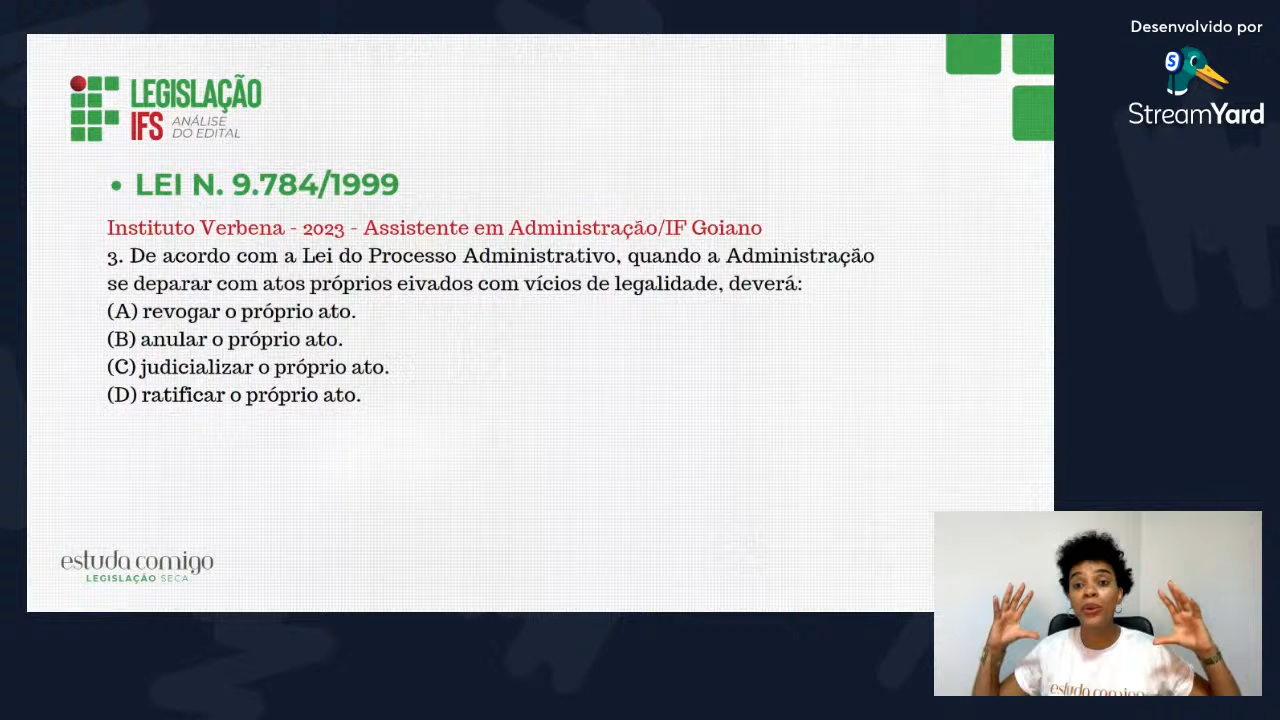 Desenvolvido por
StreamYard
LEGISLAÇÃO
IFS ANÁLISE
DO EDITAL
• LEI N. 9.784/1999
Instituto Verbena - 2023 - Assistente em Administração/IF Goiano
3. De acordo com a Lei do Processo Administrativo, quando a Administração
se deparar com atos próprios eivados com vícios de legalidade, deverá:
(A) revogar o próprio ato.
(B) anular o próprio ato.
(C) judicializar o próprio ato.
(D) ratificar o próprio ato.
estuda comigo
LEGISLAÇÃO SECA
estuda comigo